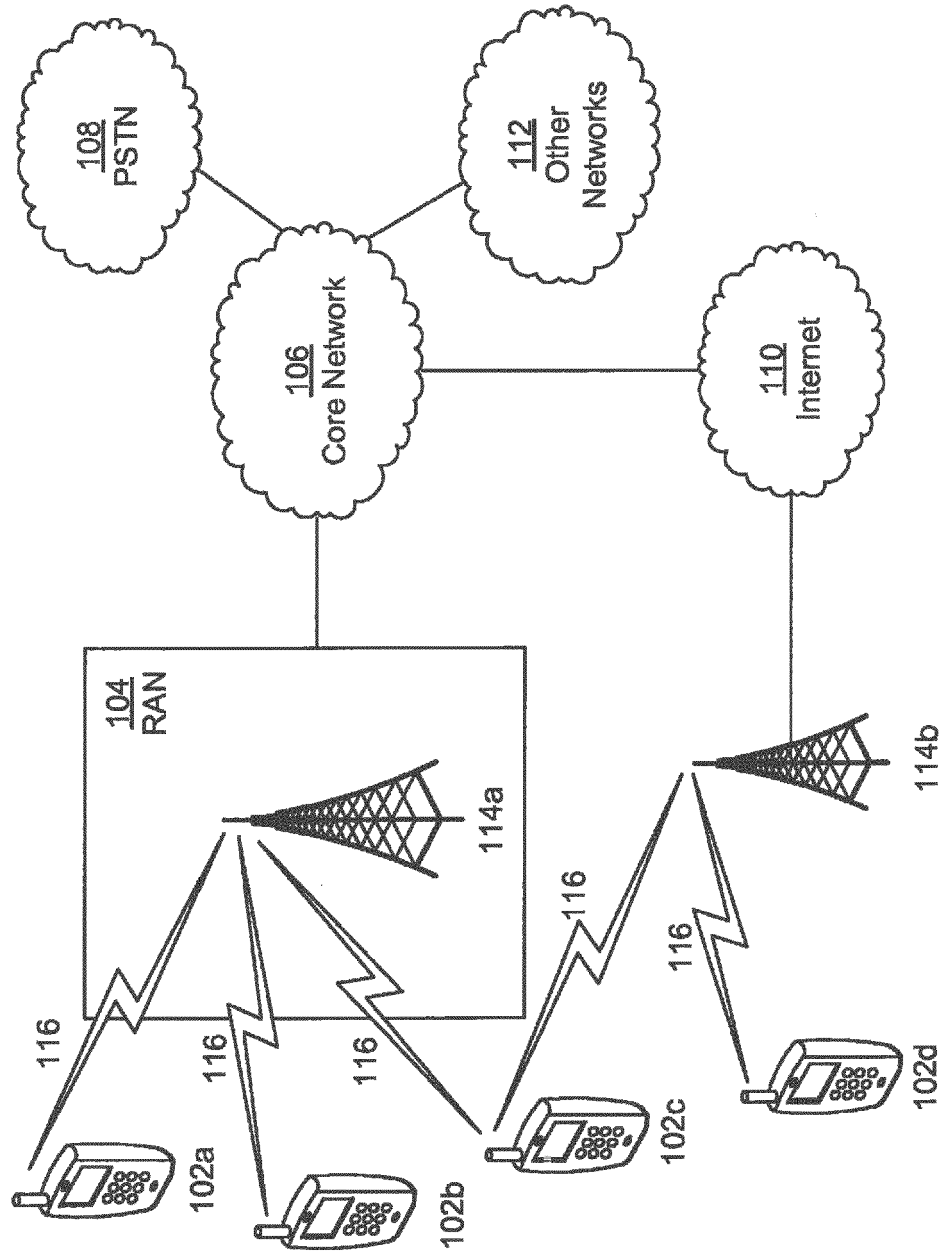 108
PSTN
112
Other
Networks
106
Core Network
110
Internet
104
RAN
114a
114b
116
116
116
116
116
102a
102b
102c
102d